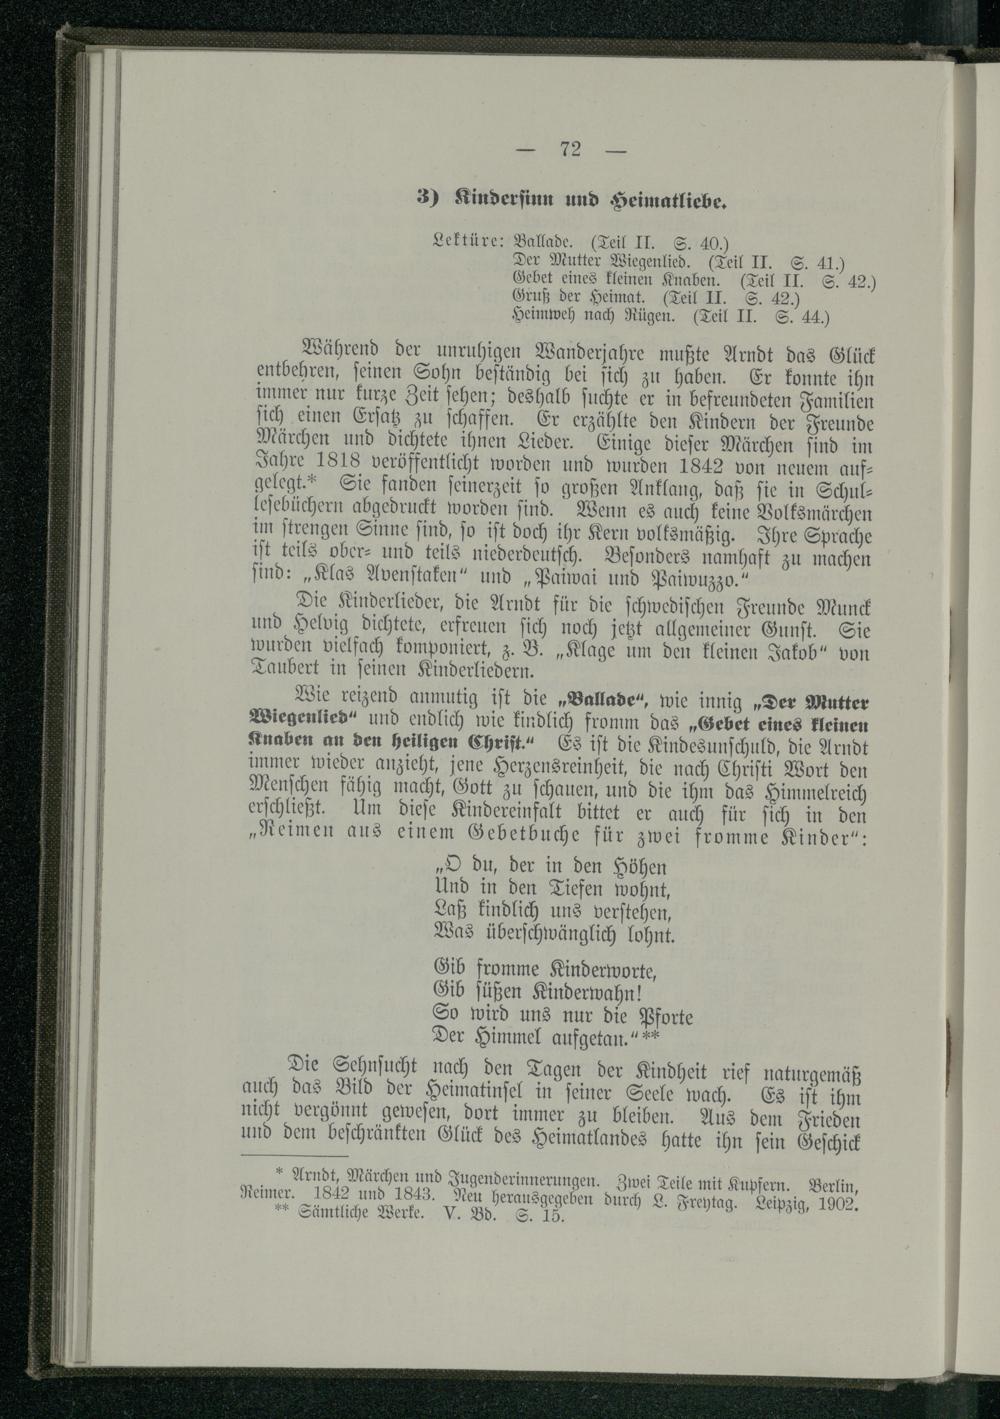 — 72 —
3) Kindersinn und Heimatliebe.
Lektüre: Ballade. (Teil II. S. 40.)
Der Mutter Wiegenlied. (Teil II. S. 41.)
Gebet eines kleinen Knaben. (Teil II. S. 42.)
Gruß der Heimat. (Teil II. S. 42.)
Heimweh nach Rügen. (Teil II. S. 44.)
Während der unruhigen Wanderjahre mußte Arndt das Glück
entbehren, seinen Sohn beständig bei sich zu haben. Er konnte ihn
immer nur kurze Zeit sehen; deshalb suchte er in befreundeten Familien
sich einen Ersatz zu schaffen. Er erzählte den Kindern der Freunde
Märchen und dichtete ihnen Lieder. Einige dieser Märchen sind im
Jahre 1818 veröffentlicht worden und wurden 1842 von neuem auf-
gelegt.* Sie fanden seinerzeit so großen Anklang, daß sie in Schul-
lesebüchern abgedruckt worden sind. Wenn es auch keine Volksmärchen
im strengen Sinne sind, so ist doch ihr Kern volksmäßig. Ihre Sprache
ist teils ober- und teils niederdeutsch. Besonders namhaft zu machen
sind: „Klas Avenstaken“ und „Paiwai und Paiwuzzo.“
Die Kinderlieder, die Arndt für die schwedischen Freunde Munck
und Helvig dichtete, erfreuen sich noch jetzt allgemeiner Gunst. Sie
wurden vielfach komponiert, z. B. „Klage um den kleinen Jakob“ von
Taubert in seinen Kinderliedern.
Wie reizend anmutig ist die „Ballade“, wie innig „Der Mutter
Wiegenlied“ und endlich wie kindlich fromm das „Gebet eines kleinen
Knaben an den heiligen Christ.“ Es ist die Kindesunschuld, die Arndt
immer wieder anzieht, jene Herzensreinheit, die nach Christi Wort den
Menschen fähig macht, Gott zu schauen, und die ihm das Himmelreich
erschließt. Um diese Kindereinfalt bittet er auch für sich in den
„Reimen aus einem Gebetbuche für zwei fromme Kinder“:
„O du, der in den Höhen
Und in den Tiefen wohnt,
Laß kindlich uns verstehen,
Was überschwänglich lohnt.
Gib fromme Kinderworte,
Gib süßen Kinderwahn!
So wird uns nur die Pforte
Der Himmel aufgetan.“**
Die Sehnsucht nach den Tagen der Kindheit rief naturgemäß
auch das Bild der Heimatinsel in seiner Seele wach. Es ist ihm
nicht vergönnt gewesen, dort immer zu bleiben. Aus dem Frieden
und dem beschränkten Glück des Heimatlandes hatte ihn sein Geschick
* Arndt, Märchen und Jugenderinnerungen. Zwei Teile mit Kupfern. Berlin,
Reimer. 1842 und 1843. Neu herausgegeben durch L. Freytag. Leipzig, 1902.
** Sämtliche Werke. V. Bd. S. 15.